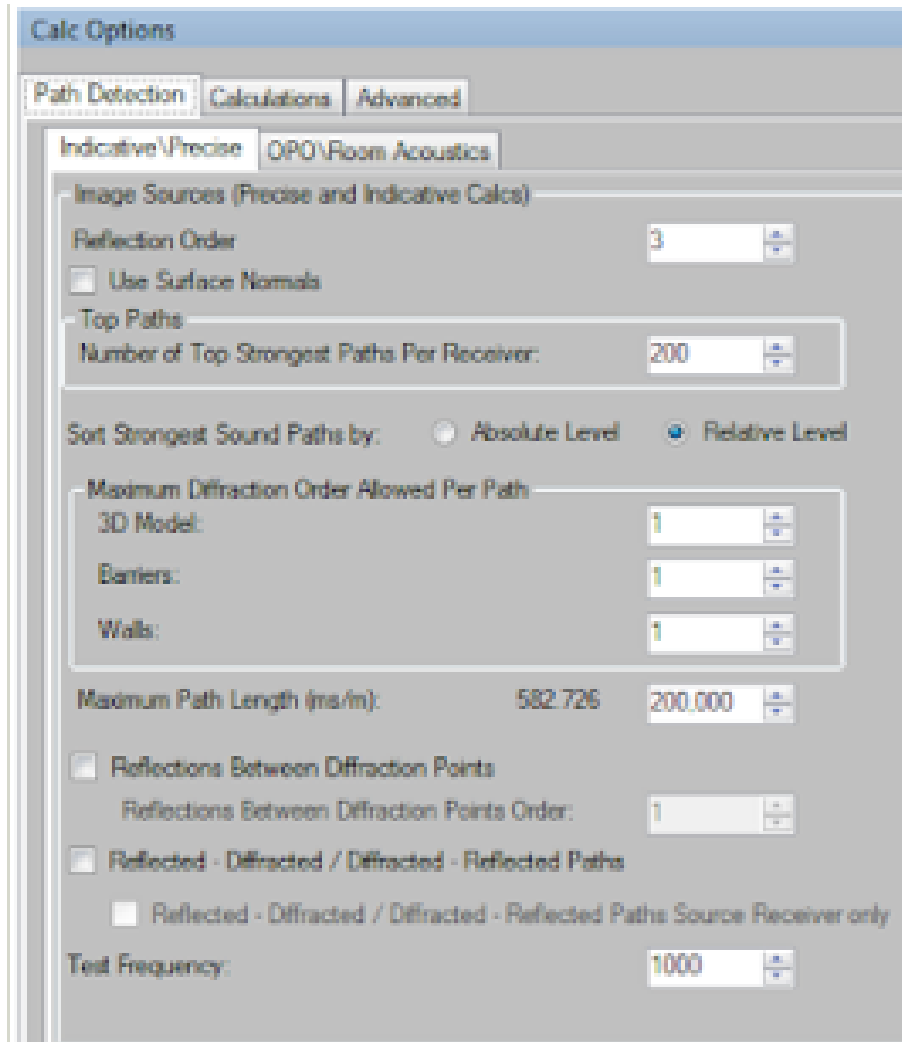 Calc Options
Path Detection Calculations Advanced
Indicative\Precise OPO\Room Acoustics
Image Sources (Precise and Indicative Calcs)
Reflection Order 3
Use Surface Normals
Top Paths
Number of Top Strongest Paths Per Receiver: 200
Sort Strongest Sound Paths by: Absolute Level Relative Level
Maximum Diffraction Order Allowed Per Path
3D Model: 1
Barriers: 1
Walls: 1
Maximum Path Length (ms/m): 582.726 200.000
Reflections Between Diffraction Points
Reflections Between Diffraction Points Order: 1
Reflected - Diffracted / Diffracted - Reflected Paths
Reflected - Diffracted / Diffracted - Reflected Paths Source Receiver only
Test Frequency: 1000